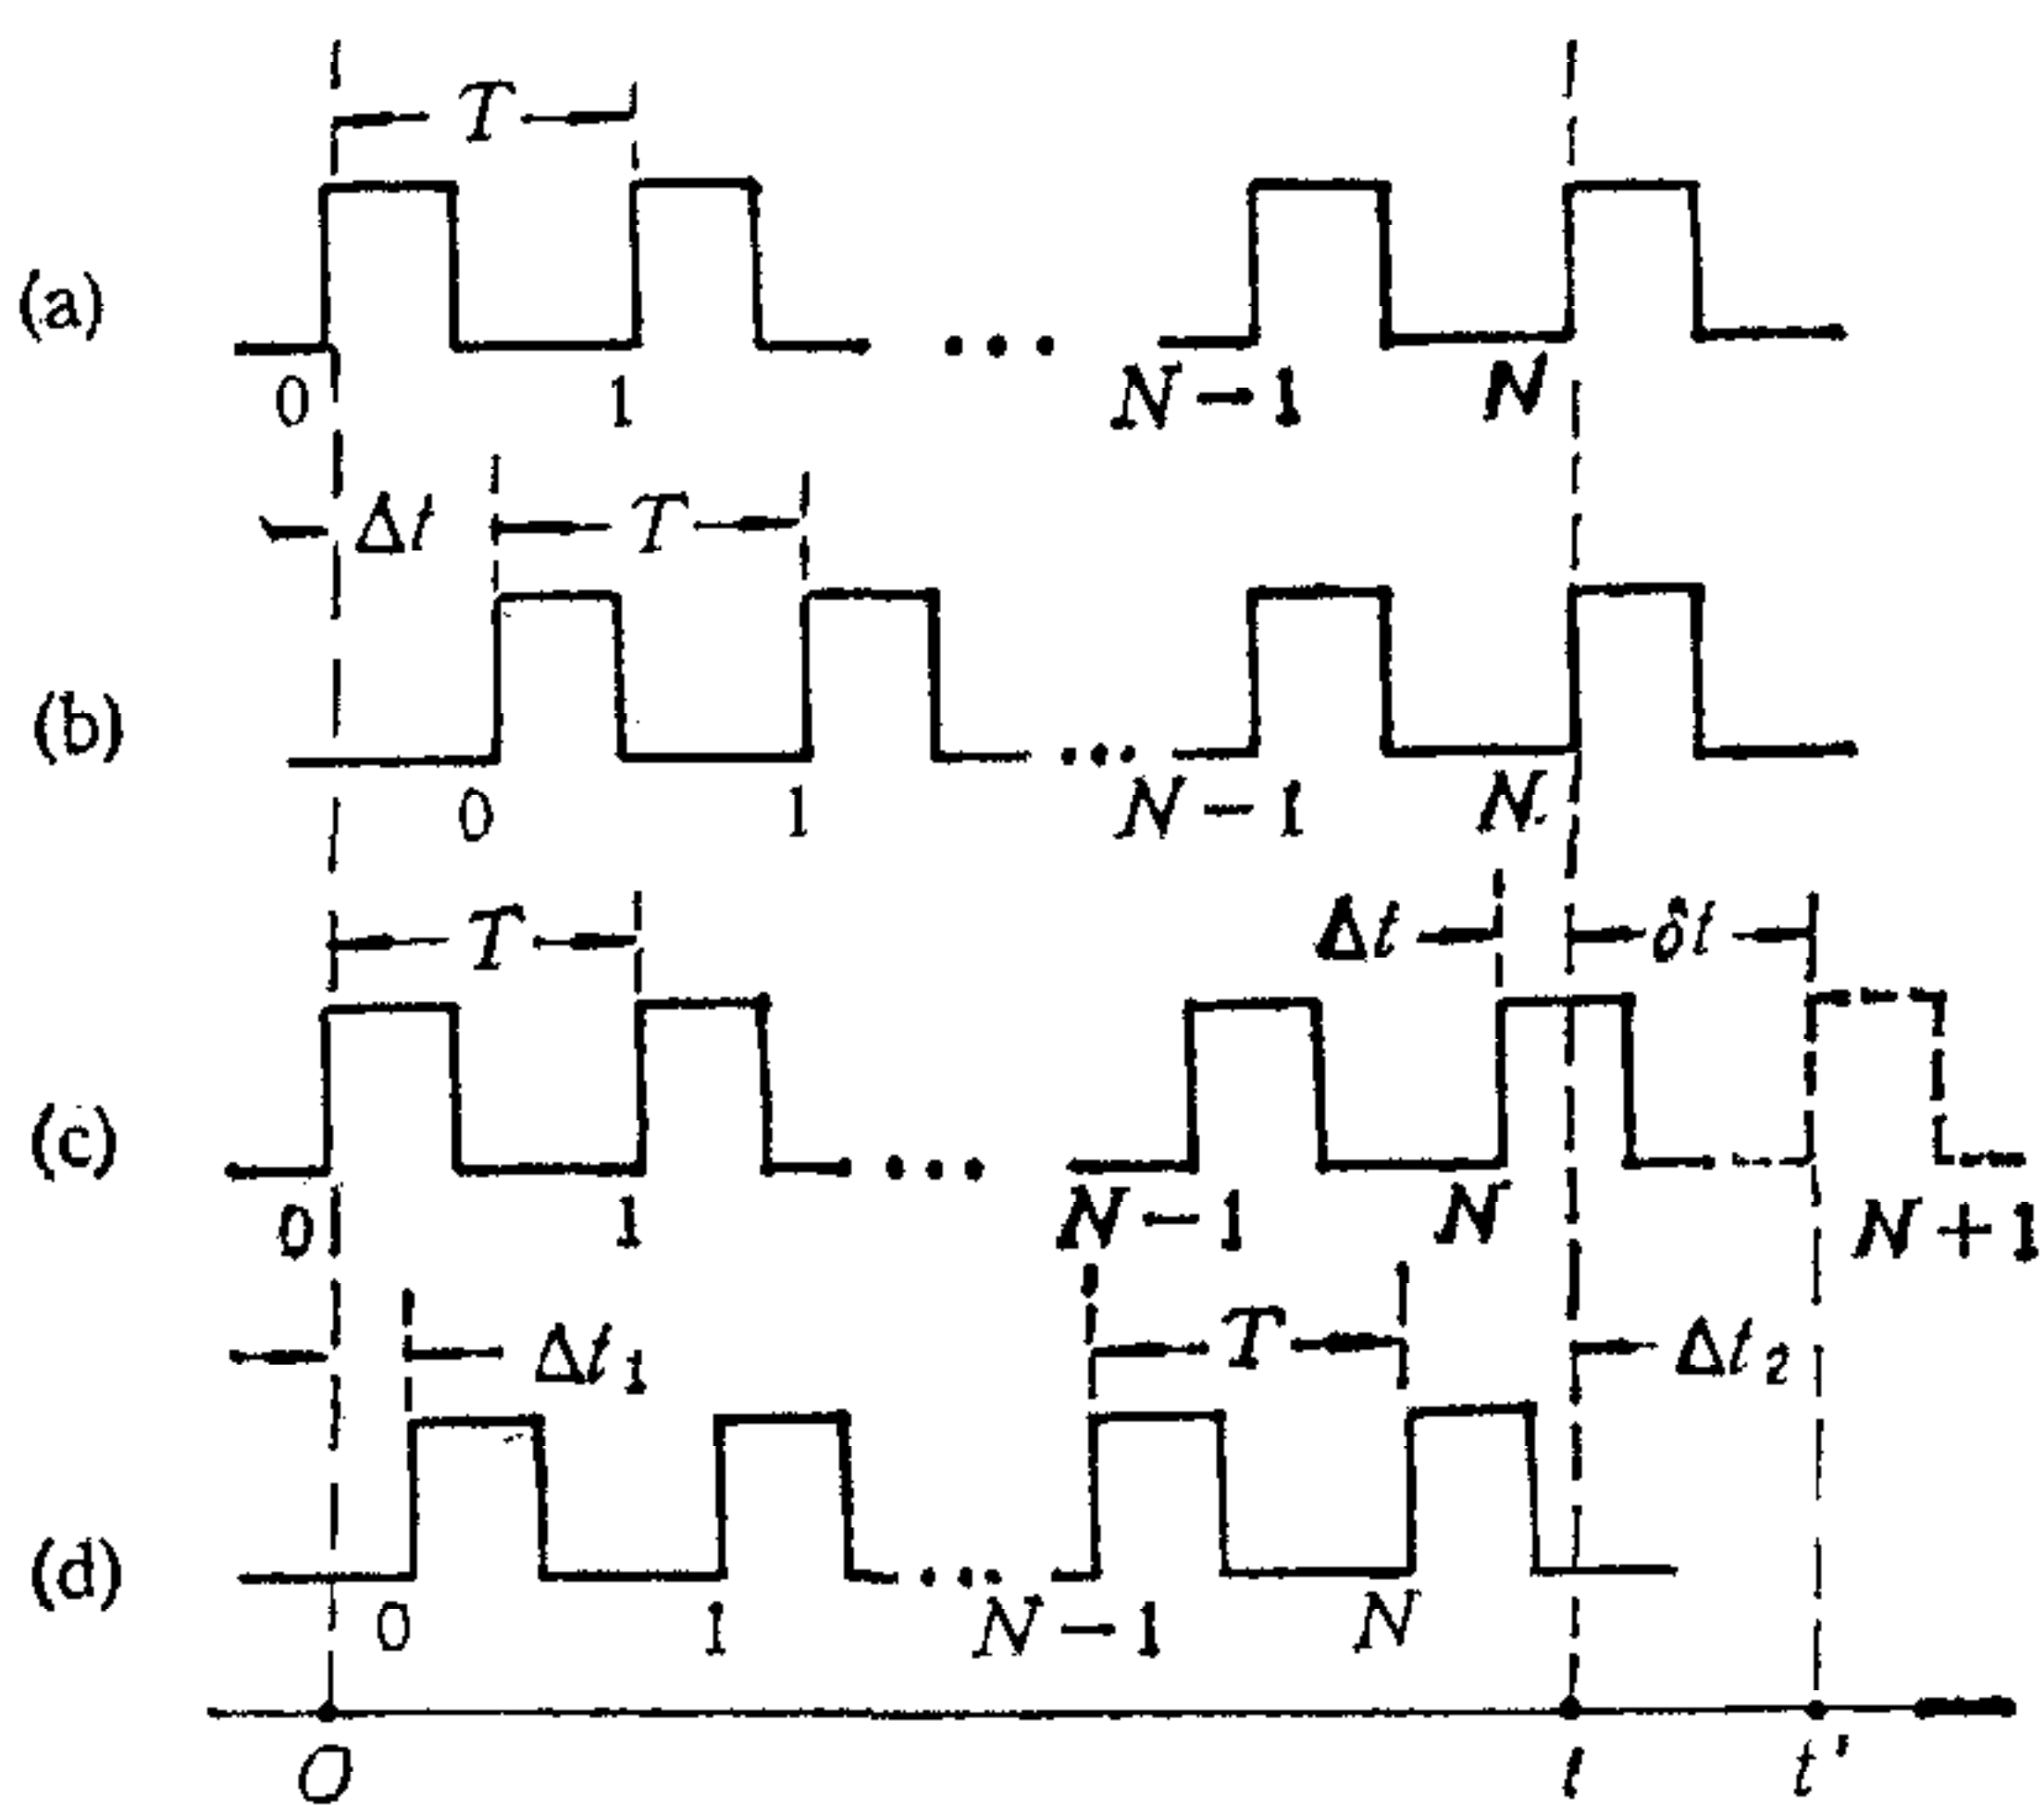 T
(a)
0 1 N-1 N
Δt T
(b)
0 1 N-1 N
T Δt δt
(c)
0 1 N-1 N N+1
Δt₁ T Δt₂
(d)
0 1 N-1 N
O t t'